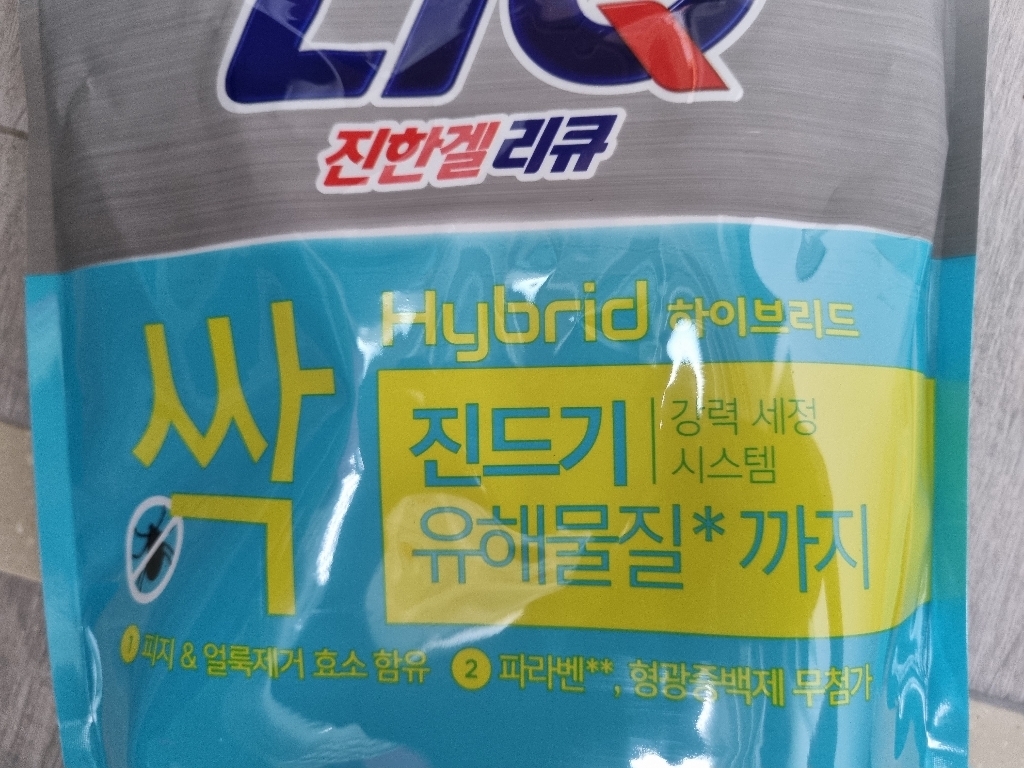 LiQ
진한겔 리큐
싹
Hybrid 하이브리드
진드기
강력 세정
시스템
유해물질* 까지
1 피지 & 얼룩제거 효소 함유 2 파라벤**, 형광증백제 무첨가